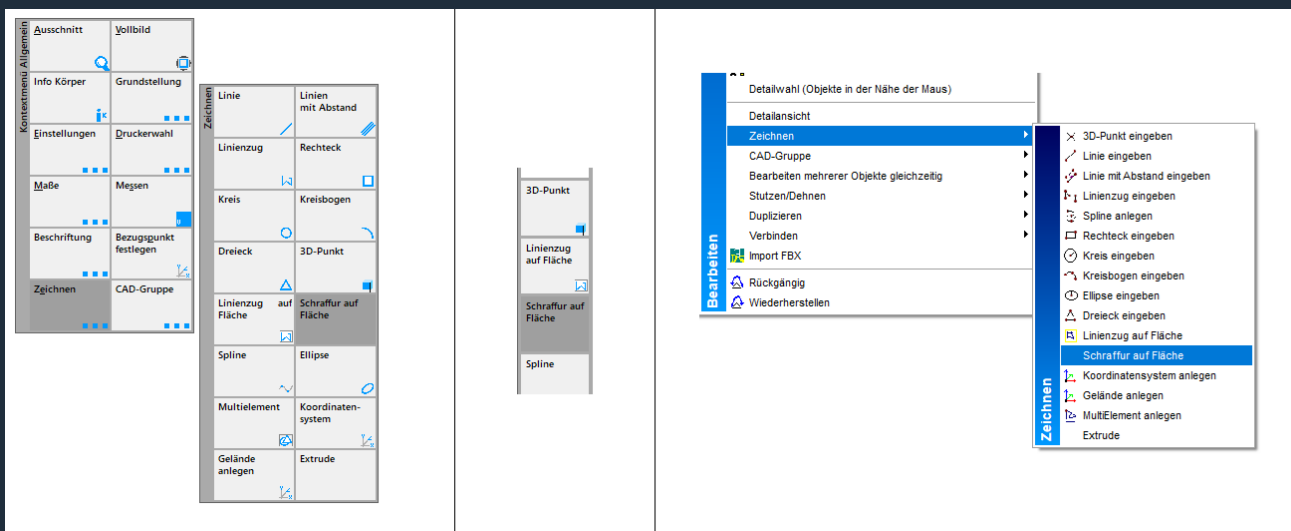 Kontextmenü Allgemein
Ausschnitt
Vollbild
Info Körper
Grundstellung
Einstellungen
Druckerwahl
Maße
Messen
Beschriftung
Bezugspunkt
festlegen
Zeichnen
CAD-Gruppe
Zeichnen
Linie
Linien
mit Abstand
Linienzug
Rechteck
Kreis
Kreisbogen
Dreieck
3D-Punkt
Linienzug auf
Fläche
Schraffur auf
Fläche
Spline
Ellipse
Multielement
Koordinaten-
system
Gelände
anlegen
Extrude
3D-Punkt
Linienzug
auf Fläche
Schraffur auf
Fläche
Spline
Bearbeiten
Detailwahl (Objekte in der Nähe der Maus)
Detailansicht
Zeichnen
CAD-Gruppe
Bearbeiten mehrerer Objekte gleichzeitig
Stutzen/Dehnen
Duplizieren
Verbinden
Import FBX
Rückgängig
Wiederherstellen
Zeichnen
3D-Punkt eingeben
Linie eingeben
Linie mit Abstand eingeben
Linienzug eingeben
Spline anlegen
Rechteck eingeben
Kreis eingeben
Kreisbogen eingeben
Ellipse eingeben
Dreieck eingeben
Linienzug auf Fläche
Schraffur auf Fläche
Koordinatensystem anlegen
Gelände anlegen
MultiElement anlegen
Extrude